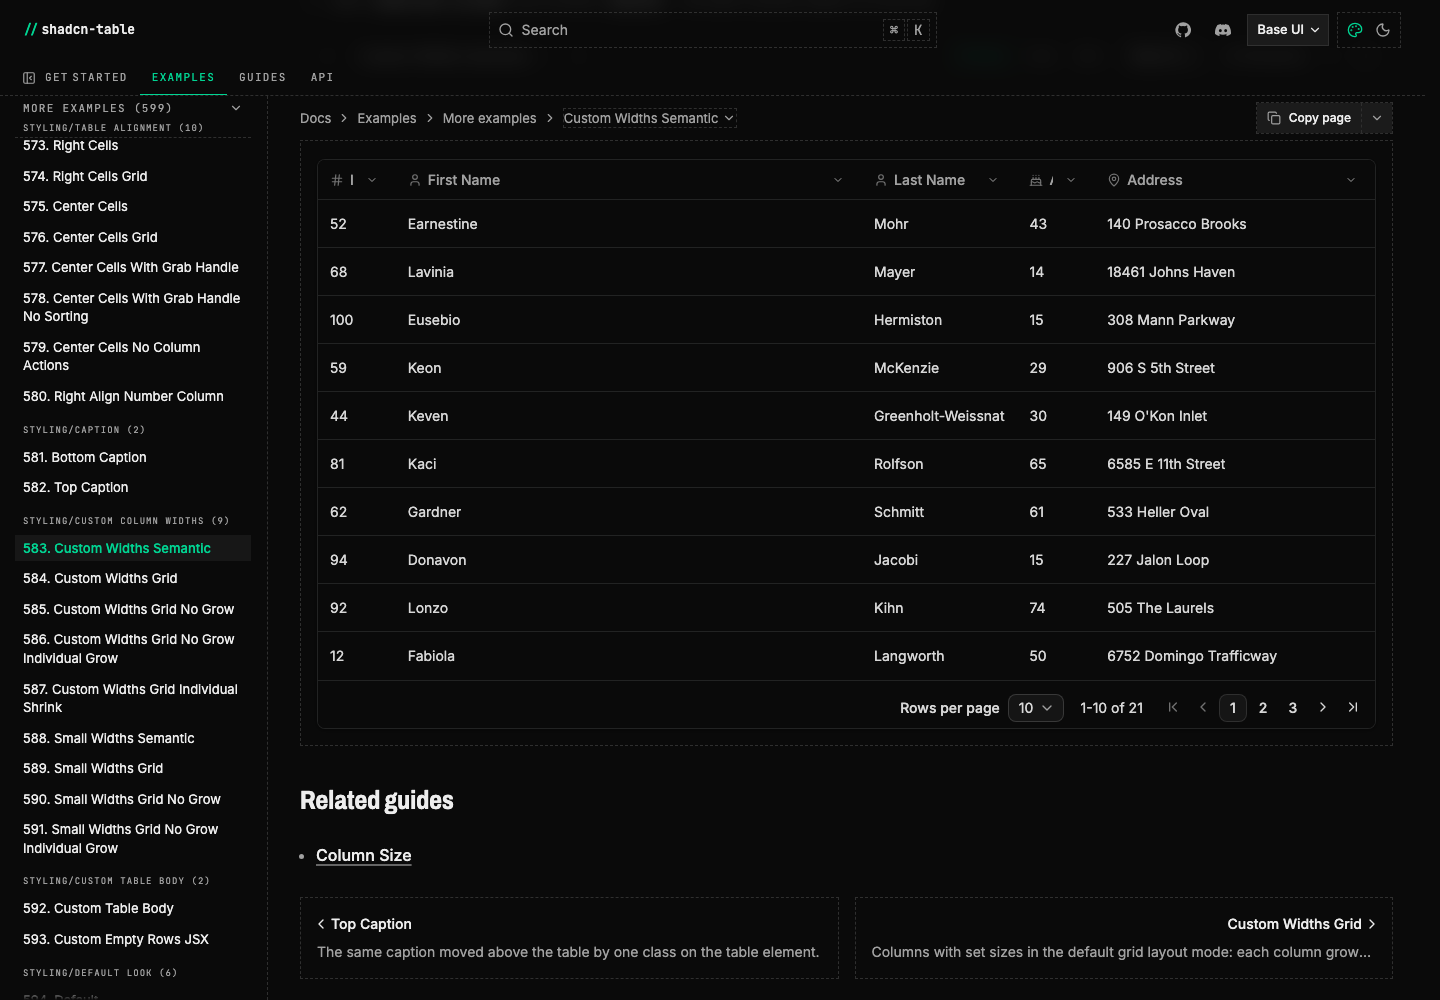 // shadcn-table
Search
⌘ K
Base UI
GET STARTED
EXAMPLES
GUIDES
API
MORE EXAMPLES (599)
STYLING/TABLE ALIGNMENT (10)
573. Right Cells
574. Right Cells Grid
575. Center Cells
576. Center Cells Grid
577. Center Cells With Grab Handle
578. Center Cells With Grab Handle
No Sorting
579. Center Cells No Column
Actions
580. Right Align Number Column
STYLING/CAPTION (2)
581. Bottom Caption
582. Top Caption
STYLING/CUSTOM COLUMN WIDTHS (9)
583. Custom Widths Semantic
584. Custom Widths Grid
585. Custom Widths Grid No Grow
586. Custom Widths Grid No Grow
Individual Grow
587. Custom Widths Grid Individual
Shrink
588. Small Widths Semantic
589. Small Widths Grid
590. Small Widths Grid No Grow
591. Small Widths Grid No Grow
Individual Grow
STYLING/CUSTOM TABLE BODY (2)
592. Custom Table Body
593. Custom Empty Rows JSX
STYLING/DEFAULT LOOK (6)
594. Default
Docs > Examples > More examples > Custom Widths Semantic
Copy page
First Name Last Name Address
52 Earnestine Mohr 43 140 Prosacco Brooks
68 Lavinia Mayer 14 18461 Johns Haven
100 Eusebio Hermiston 15 308 Mann Parkway
59 Keon McKenzie 29 906 S 5th Street
44 Keven Greenholt-Weissnat 30 149 O'Kon Inlet
81 Kaci Rolfson 65 6585 E 11th Street
62 Gardner Schmitt 61 533 Heller Oval
94 Donavon Jacobi 15 227 Jalon Loop
92 Lonzo Kihn 74 505 The Laurels
12 Fabiola Langworth 50 6752 Domingo Trafficway
Rows per page 10 1-10 of 21 1 2 3
Related guides
Column Size
Top Caption
The same caption moved above the table by one class on the table element.
Custom Widths Grid
Columns with set sizes in the default grid layout mode: each column grow...